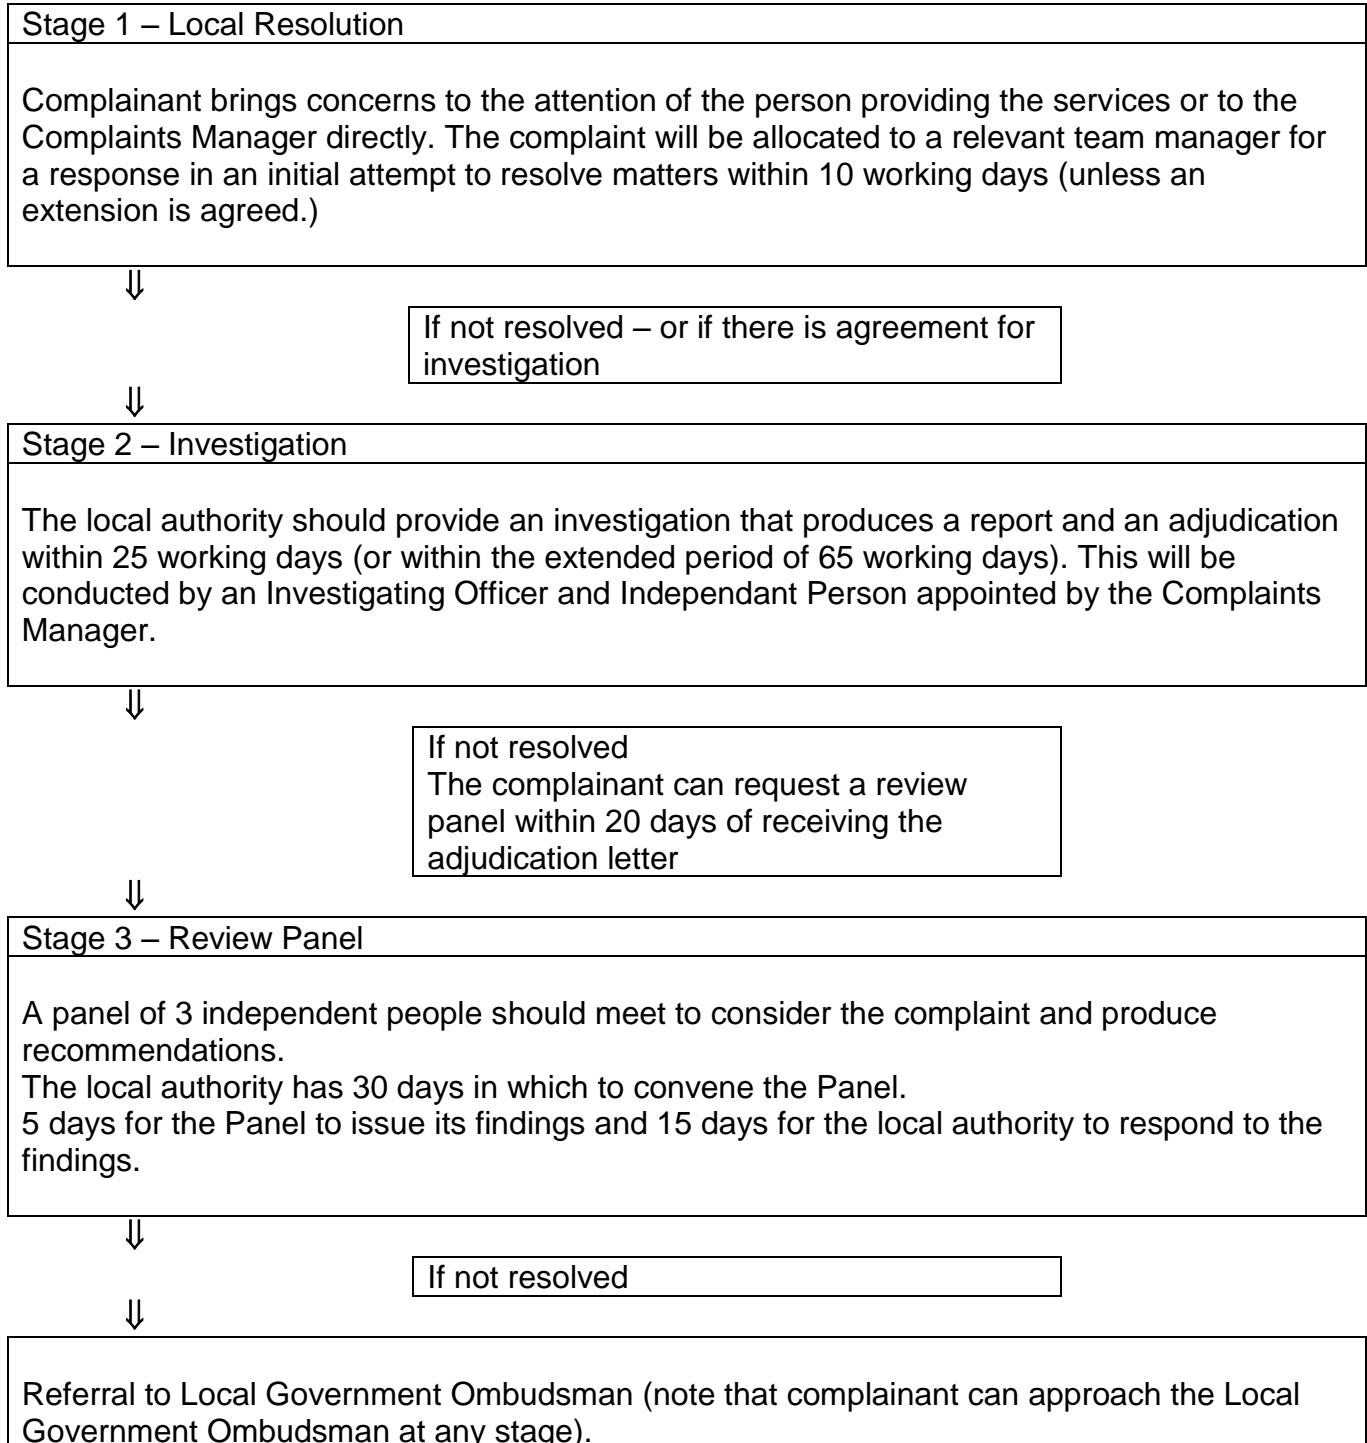 Stage 1 – Local Resolution
Complainant brings concerns to the attention of the person providing the services or to the
Complaints Manager directly. The complaint will be allocated to a relevant team manager for
a response in an initial attempt to resolve matters within 10 working days (unless an
extension is agreed.)
⇓
If not resolved – or if there is agreement for
investigation
⇓
Stage 2 – Investigation
The local authority should provide an investigation that produces a report and an adjudication
within 25 working days (or within the extended period of 65 working days). This will be
conducted by an Investigating Officer and Independant Person appointed by the Complaints
Manager.
⇓
If not resolved
The complainant can request a review
panel within 20 days of receiving the
adjudication letter
⇓
Stage 3 – Review Panel
A panel of 3 independent people should meet to consider the complaint and produce
recommendations.
The local authority has 30 days in which to convene the Panel.
5 days for the Panel to issue its findings and 15 days for the local authority to respond to the
findings.
⇓
If not resolved
⇓
Referral to Local Government Ombudsman (note that complainant can approach the Local
Government Ombudsman at any stage).